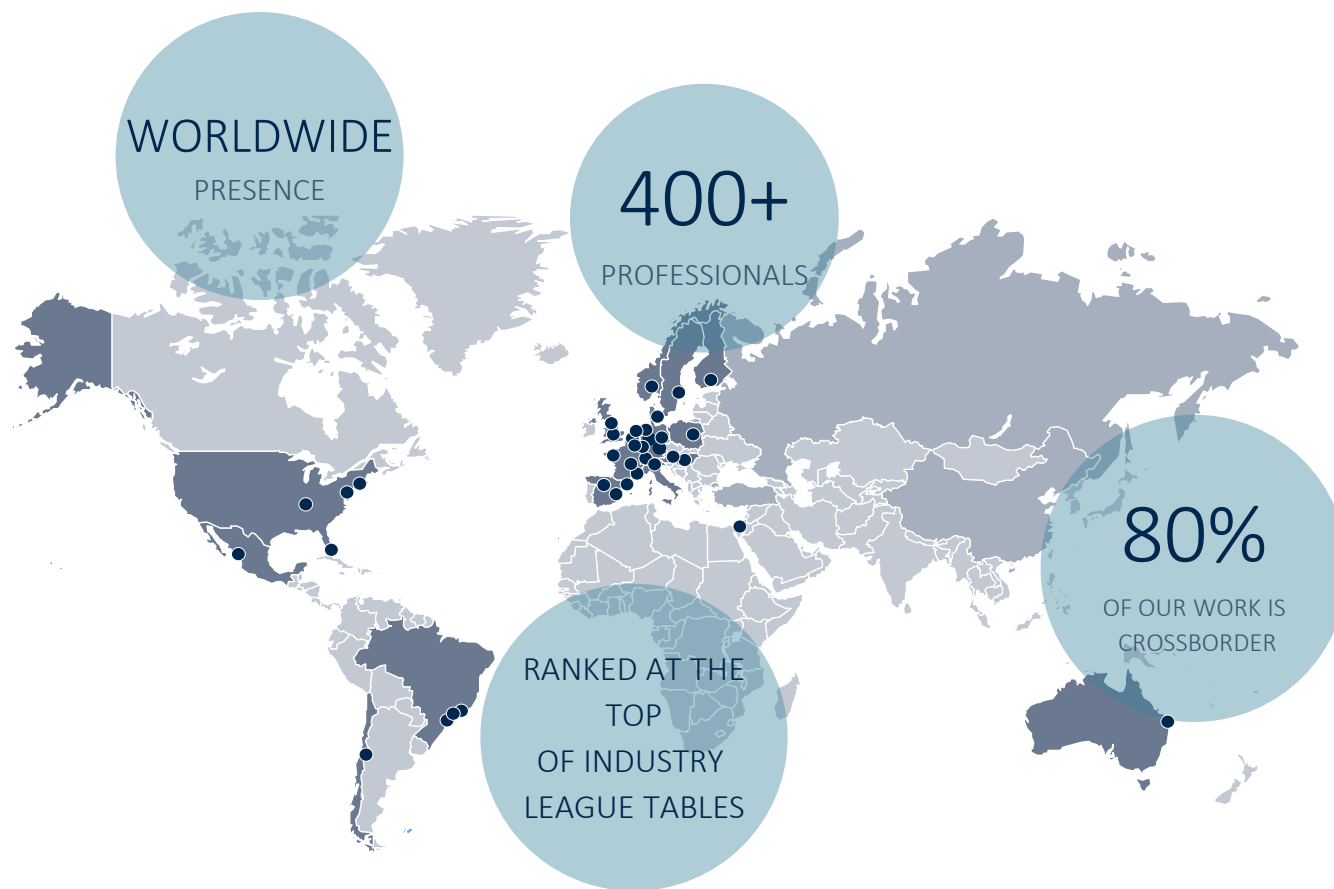 WORLDWIDE
PRESENCE
400+
PROFESSIONALS
80%
OF OUR WORK IS
CROSSBORDER
RANKED AT THE
TOP
OF INDUSTRY
LEAGUE TABLES